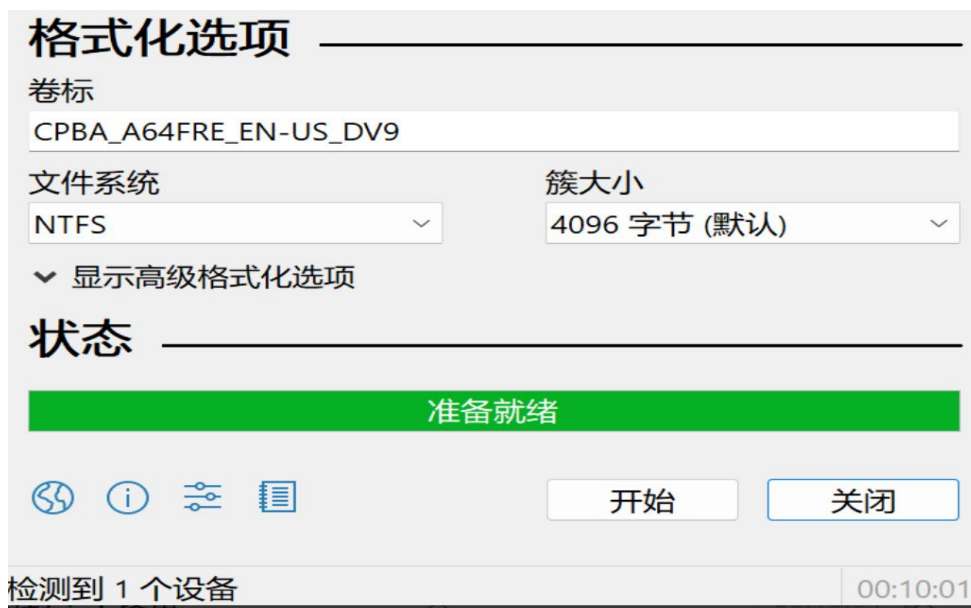 格式化选项
卷标
CPBA_A64FRE_EN-US_DV9
文件系统 簇大小
NTFS 4096 字节 (默认)
显示高级格式化选项
状态
准备就绪
开始 关闭
检测到 1 个设备 00:10:01